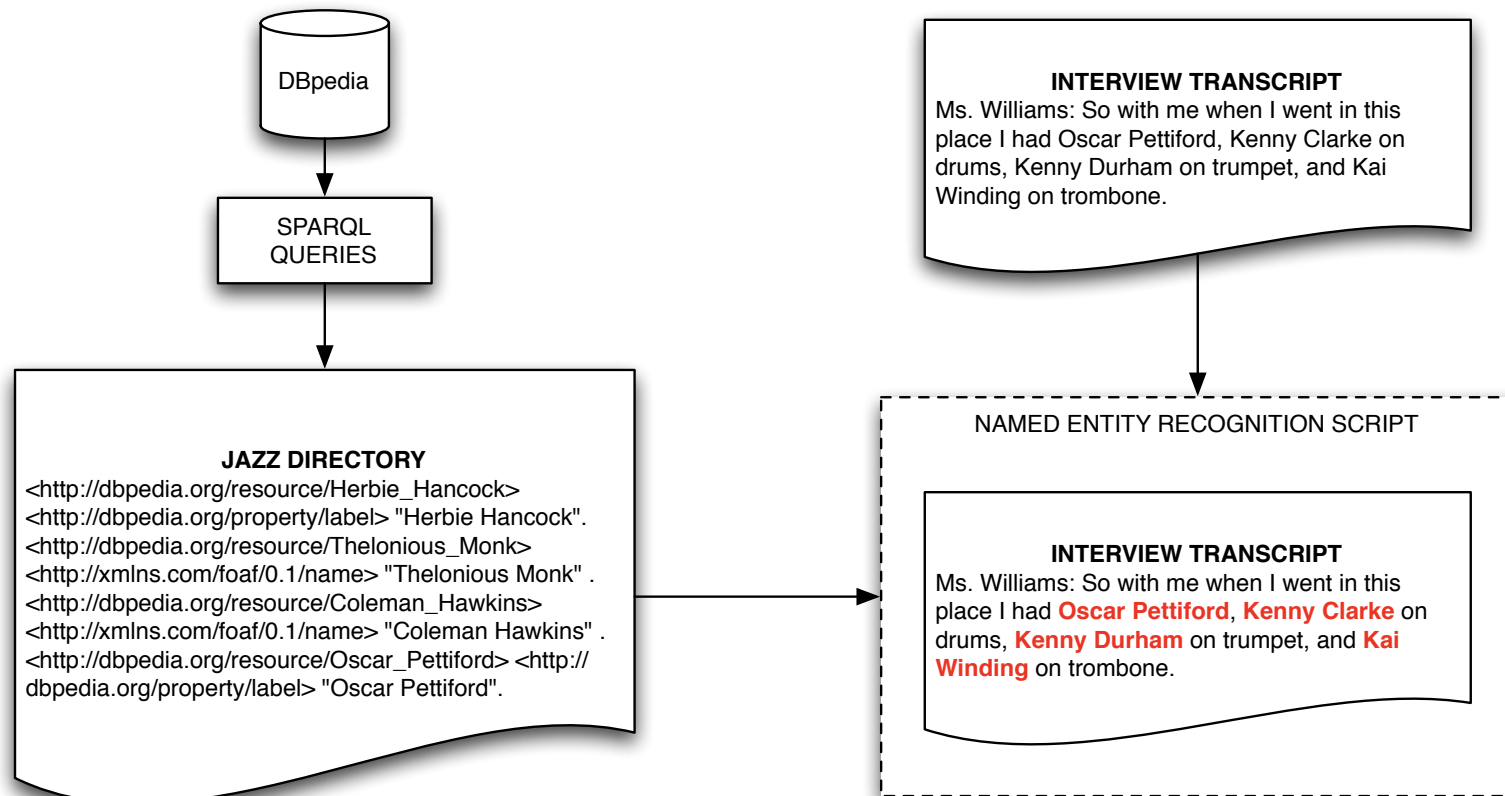 DBpedia
SPARQL
QUERIES
JAZZ DIRECTORY
<http://dbpedia.org/resource/Herbie_Hancock>
<http://dbpedia.org/property/label> "Herbie Hancock".
<http://dbpedia.org/resource/Thelonious_Monk>
<http://xmlns.com/foaf/0.1/name> "Thelonious Monk" .
<http://dbpedia.org/resource/Coleman_Hawkins>
<http://xmlns.com/foaf/0.1/name> "Coleman Hawkins" .
<http://dbpedia.org/resource/Oscar_Pettiford> <http://
dbpedia.org/property/label> "Oscar Pettiford".
INTERVIEW TRANSCRIPT
Ms. Williams: So with me when I went in this
place I had Oscar Pettiford, Kenny Clarke on
drums, Kenny Durham on trumpet, and Kai
Winding on trombone.
NAMED ENTITY RECOGNITION SCRIPT
INTERVIEW TRANSCRIPT
Ms. Williams: So with me when I went in this
place I had Oscar Pettiford, Kenny Clarke on
drums, Kenny Durham on trumpet, and Kai
Winding on trombone.